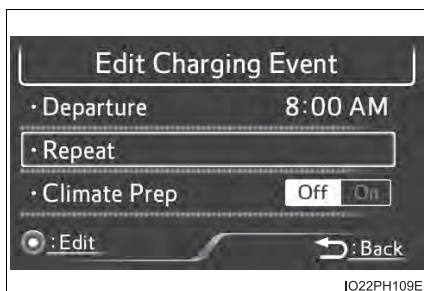 Edit Charging Event
· Departure 8:00 AM
· Repeat
· Climate Prep Off On
:Edit :Back
IO22PH109E